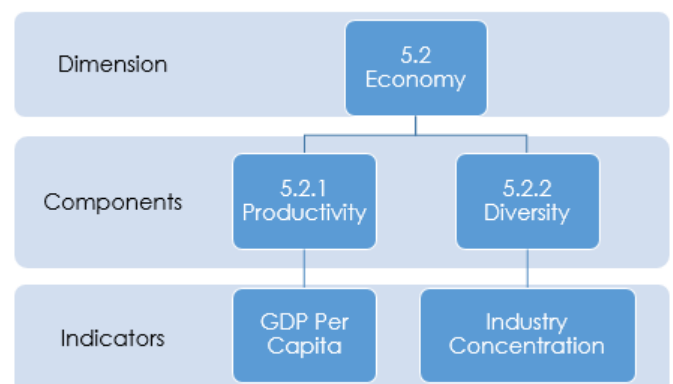 Dimension
5.2
Economy
Components
5.2.1
Productivity
5.2.2
Diversity
Indicators
GDP Per
Capita
Industry
Concentration